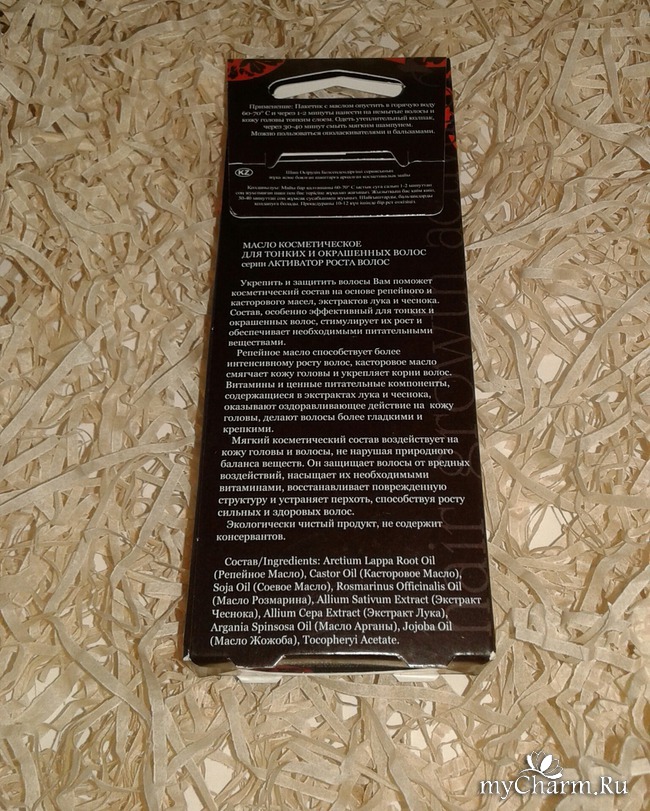 Применение: Пакетик с маслом опустить в горячую воду
60-70° С и через 1-2 минуты нанести на немытые волосы и
кожу головы тонким слоем. Одеть утеплительный колпак,
через 30-40 минут смыть мягким шампунем.
Можно пользоваться ополаскивателями и бальзамами.
KZ
МАСЛО КОСМЕТИЧЕСКОЕ
ДЛЯ ТОНКИХ И ОКРАШЕННЫХ ВОЛОС
серии АКТИВАТОР РОСТА ВОЛОС
Укрепить и защитить волосы Вам поможет
косметический состав на основе репейного и
касторового масел, экстрактов лука и чеснока.
Состав, особенно эффективный для тонких и
окрашенных волос, стимулирует их рост и
обеспечивает необходимыми питательными
веществами.
Репейное масло способствует более
интенсивному росту волос, касторовое масло
смягчает кожу головы и укрепляет корни волос.
Витамины и ценные питательные компоненты,
содержащиеся в экстрактах лука и чеснока,
оказывают оздоравливающее действие на кожу
головы, делают волосы более гладкими и
крепкими.
Мягкий косметический состав воздействует на
кожу головы и волосы, не нарушая природного
баланса веществ. Он защищает волосы от вредных
воздействий, насыщает их необходимыми
витаминами, восстанавливает поврежденную
структуру и устраняет перхоть, способствуя росту
сильных и здоровых волос.
Экологически чистый продукт, не содержит
консервантов.
Состав/Ingredients: Arctium Lappa Root Oil
(Репейное Масло), Castor Oil (Касторовое Масло),
Soja Oil (Соевое Масло), Rosmarinus Officinalis Oil
(Масло Розмарина), Allium Sativum Extract (Экстракт
Чеснока), Allium Cepa Extract (Экстракт Лука),
Argania Spinsosa Oil (Масло Арганы), Jojoba Oil
(Масло Жожоба), Tocopheryi Acetate.
myCharm.Ru